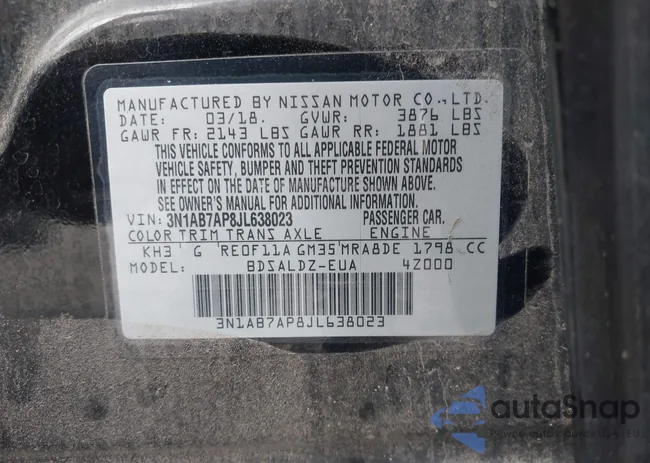 MANUFACTURED BY NISSAN MOTOR CO.,LTD.
DATE: 03/18. GVWR: 3876 LBS
GAWR FR: 2143 LBS GAWR RR: 1881 LBS
THIS VEHICLE CONFORMS TO ALL APPLICABLE FEDERAL MOTOR
VEHICLE SAFETY, BUMPER AND THEFT PREVENTION STANDARDS
IN EFFECT ON THE DATE OF MANUFACTURE SHOWN ABOVE.
SEE OWNER'S MANUAL FOR ADDITIONAL INFORMATION.
VIN: 3N1AB7AP8JL638023 PASSENGER CAR.
COLOR TRIM TRANS AXLE ENGINE
KH3 G RE0F11A GM35 MRA8DE 1798 CC
MODEL: BDSALDZ-EUA 4Z000
3N1AB7AP8JL638023
autoSnap